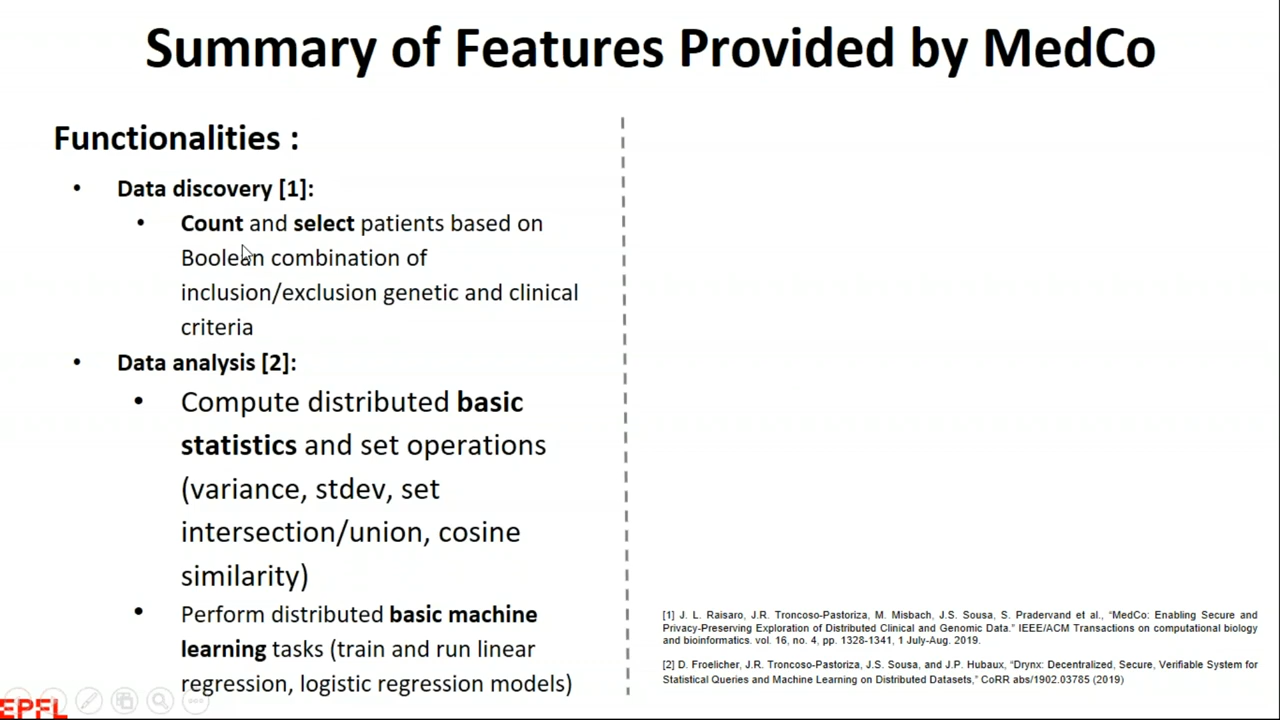 Summary of Features Provided by MedCo
Functionalities :
• Data discovery [1]:
• Count and select patients based on
Boolean combination of
inclusion/exclusion genetic and clinical
criteria
• Data analysis [2]:
• Compute distributed basic
statistics and set operations
(variance, stdev, set
intersection/union, cosine
similarity)
• Perform distributed basic machine
learning tasks (train and run linear
regression, logistic regression models)
[1] J. L. Raisaro, J.R. Troncoso-Pastoriza, M. Misbach, J.S. Sousa, S. Pradervand et al., “MedCo: Enabling Secure and
Privacy-Preserving Exploration of Distributed Clinical and Genomic Data.” IEEE/ACM Transactions on computational biology
and bioinformatics. vol. 16, no. 4, pp. 1328-1341, 1 July-Aug. 2019.
[2] D. Froelicher, J.R. Troncoso-Pastoriza, J.S. Sousa, and J.P. Hubaux, “Drynx: Decentralized, Secure, Verifiable System for
Statistical Queries and Machine Learning on Distributed Datasets,” CoRR abs/1902.03785 (2019)
EPFL